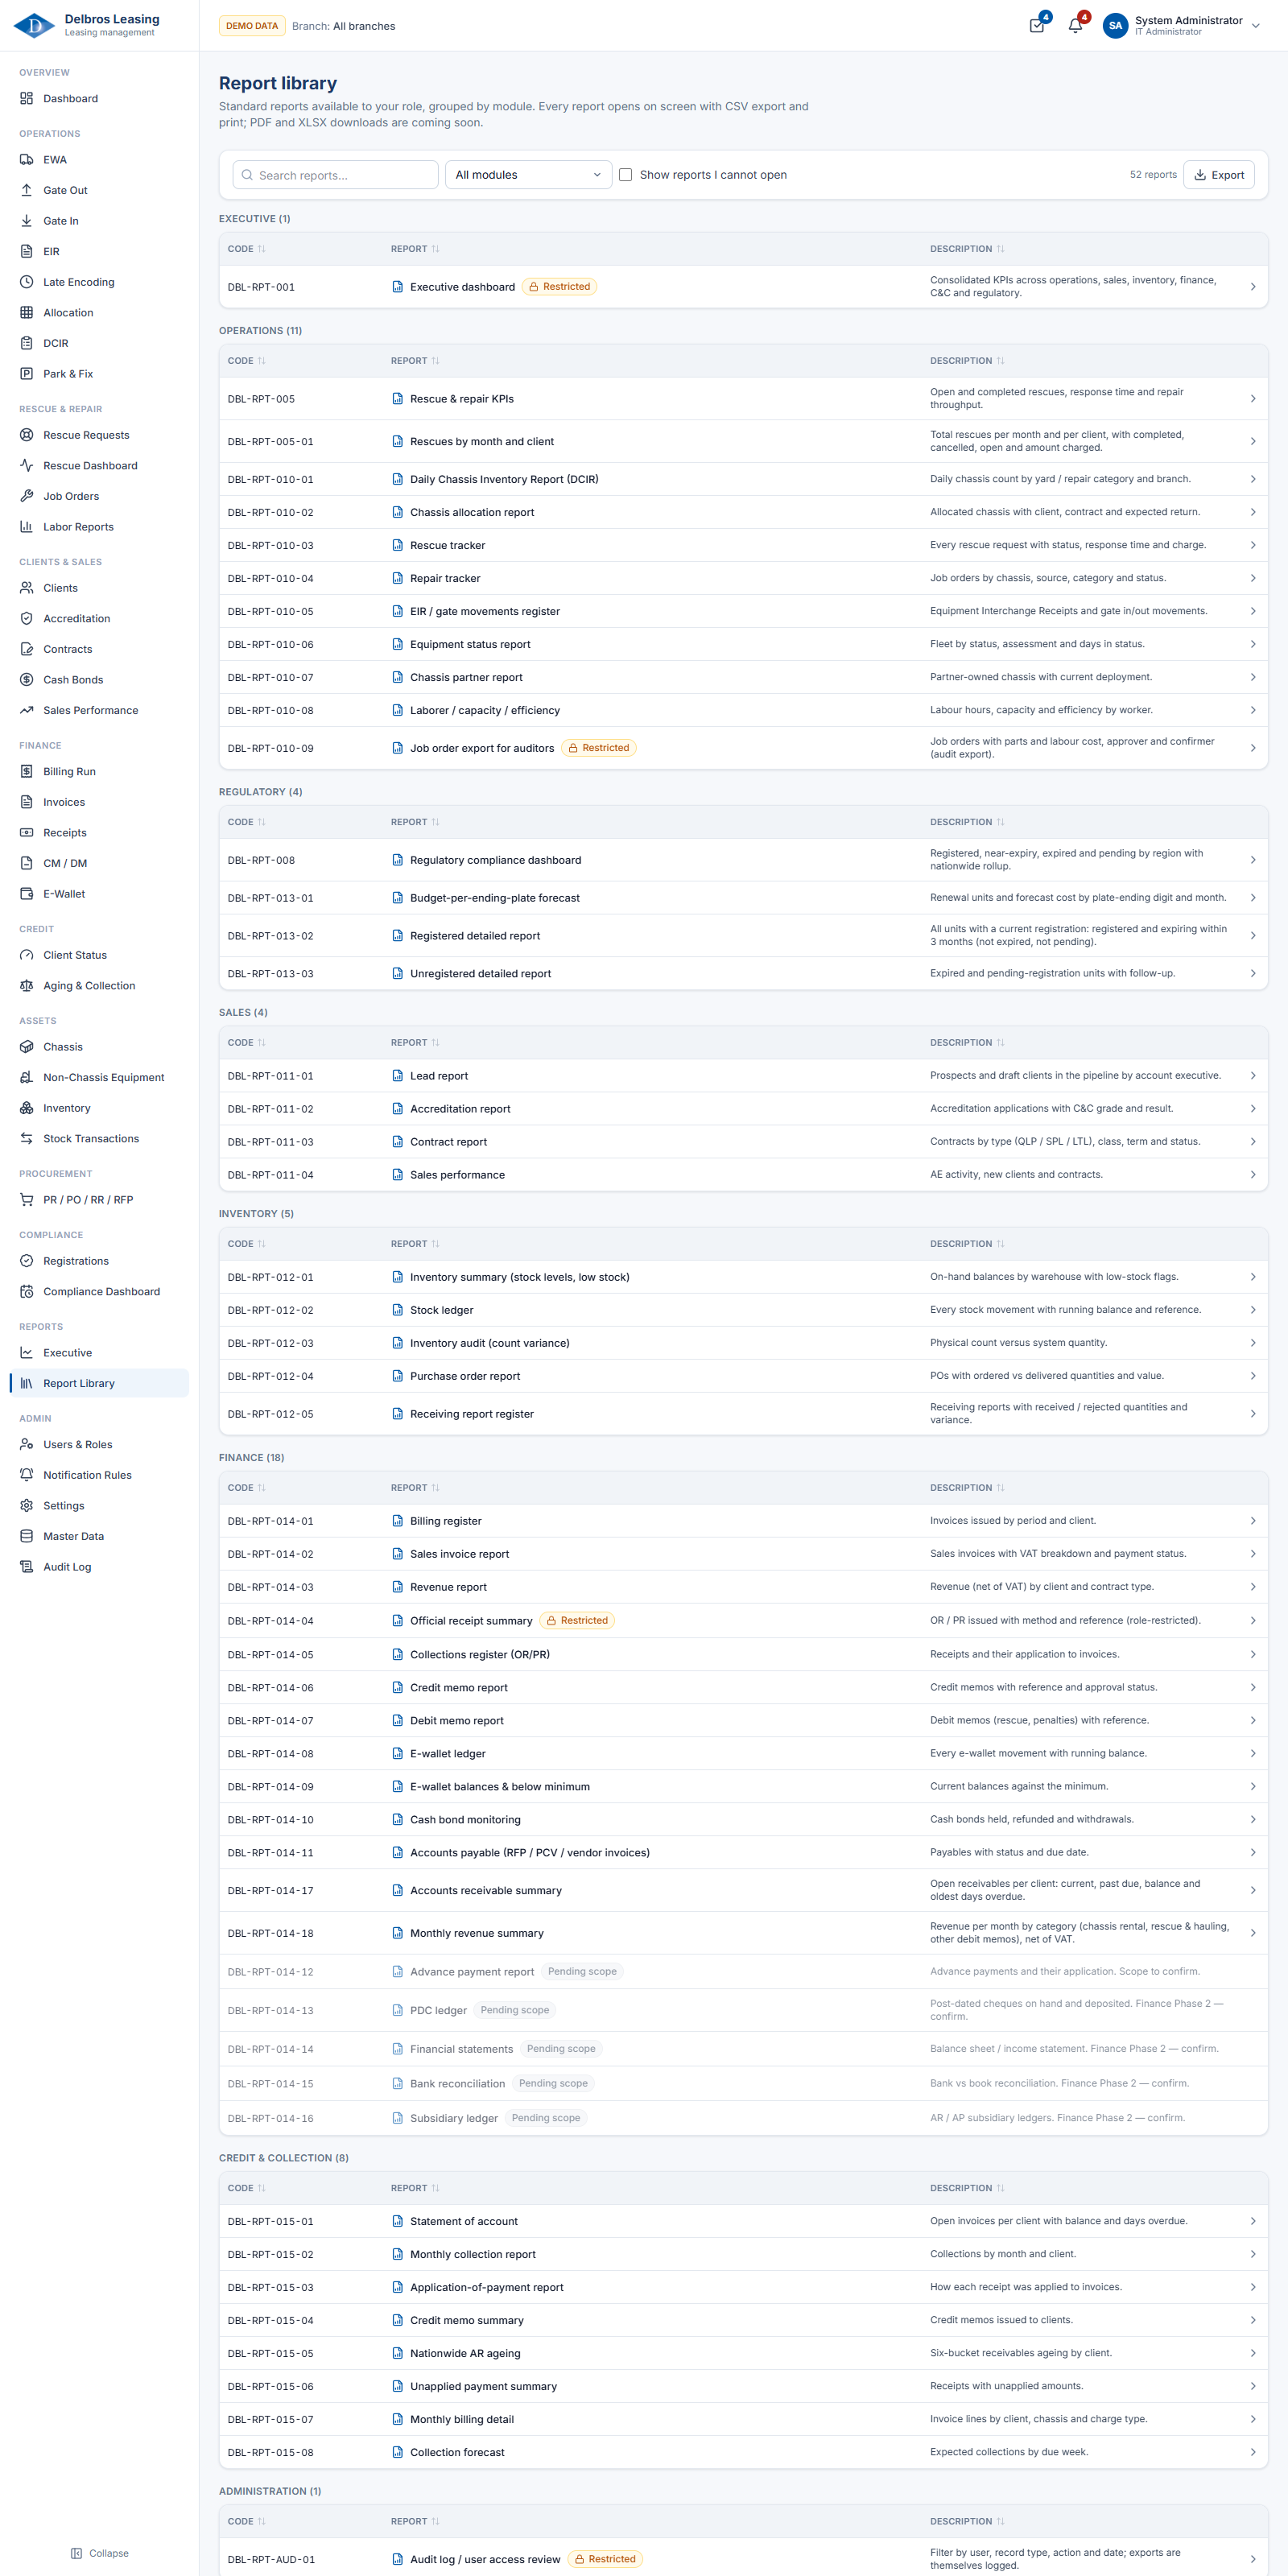 Delbros Leasing
Leasing management
DEMO DATA
Branch: All branches
4
4
SA
System Administrator
IT Administrator
OVERVIEW
Dashboard
OPERATIONS
EWA
Gate Out
Gate In
EIR
Late Encoding
Allocation
DCIR
Park & Fix
RESCUE & REPAIR
Rescue Requests
Rescue Dashboard
Job Orders
Labor Reports
CLIENTS & SALES
Clients
Accreditation
Contracts
Cash Bonds
Sales Performance
FINANCE
Billing Run
Invoices
Receipts
CM / DM
E-Wallet
CREDIT
Client Status
Aging & Collection
ASSETS
Chassis
Non-Chassis Equipment
Inventory
Stock Transactions
PROCUREMENT
PR / PO / RR / RFP
COMPLIANCE
Registrations
Compliance Dashboard
REPORTS
Executive
Report Library
ADMIN
Users & Roles
Notification Rules
Settings
Master Data
Audit Log
Collapse
Report library
Standard reports available to your role, grouped by module. Every report opens on screen with CSV export and
print; PDF and XLSX downloads are coming soon.
Search reports...
All modules
Show reports I cannot open
52 reports
Export
EXECUTIVE (1)
CODE REPORT DESCRIPTION
DBL-RPT-001 Executive dashboard Restricted Consolidated KPIs across operations, sales, inventory, finance,
C&C and regulatory.
OPERATIONS (11)
CODE REPORT DESCRIPTION
DBL-RPT-005 Rescue & repair KPIs Open and completed rescues, response time and repair
throughput.
DBL-RPT-005-01 Rescues by month and client Total rescues per month and per client, with completed,
cancelled, open and amount charged.
DBL-RPT-010-01 Daily Chassis Inventory Report (DCIR) Daily chassis count by yard / repair category and branch.
DBL-RPT-010-02 Chassis allocation report Allocated chassis with client, contract and expected return.
DBL-RPT-010-03 Rescue tracker Every rescue request with status, response time and charge.
DBL-RPT-010-04 Repair tracker Job orders by chassis, source, category and status.
DBL-RPT-010-05 EIR / gate movements register Equipment Interchange Receipts and gate in/out movements.
DBL-RPT-010-06 Equipment status report Fleet by status, assessment and days in status.
DBL-RPT-010-07 Chassis partner report Partner-owned chassis with current deployment.
DBL-RPT-010-08 Laborer / capacity / efficiency Labour hours, capacity and efficiency by worker.
DBL-RPT-010-09 Job order export for auditors Restricted Job orders with parts and labour cost, approver and confirmer
(audit export).
REGULATORY (4)
CODE REPORT DESCRIPTION
DBL-RPT-008 Regulatory compliance dashboard Registered, near-expiry, expired and pending by region with
nationwide rollup.
DBL-RPT-013-01 Budget-per-ending-plate forecast Renewal units and forecast cost by plate-ending digit and month.
DBL-RPT-013-02 Registered detailed report All units with a current registration: registered and expiring within
3 months (not expired, not pending).
DBL-RPT-013-03 Unregistered detailed report Expired and pending-registration units with follow-up.
SALES (4)
CODE REPORT DESCRIPTION
DBL-RPT-011-01 Lead report Prospects and draft clients in the pipeline by account executive.
DBL-RPT-011-02 Accreditation report Accreditation applications with C&C grade and result.
DBL-RPT-011-03 Contract report Contracts by type (QLP / SPL / LTL), class, term and status.
DBL-RPT-011-04 Sales performance AE activity, new clients and contracts.
INVENTORY (5)
CODE REPORT DESCRIPTION
DBL-RPT-012-01 Inventory summary (stock levels, low stock) On-hand balances by warehouse with low-stock flags.
DBL-RPT-012-02 Stock ledger Every stock movement with running balance and reference.
DBL-RPT-012-03 Inventory audit (count variance) Physical count versus system quantity.
DBL-RPT-012-04 Purchase order report POs with ordered vs delivered quantities and value.
DBL-RPT-012-05 Receiving report register Receiving reports with received / rejected quantities and
variance.
FINANCE (18)
CODE REPORT DESCRIPTION
DBL-RPT-014-01 Billing register Invoices issued by period and client.
DBL-RPT-014-02 Sales invoice report Sales invoices with VAT breakdown and payment status.
DBL-RPT-014-03 Revenue report Revenue (net of VAT) by client and contract type.
DBL-RPT-014-04 Official receipt summary Restricted OR / PR issued with method and reference (role-restricted).
DBL-RPT-014-05 Collections register (OR/PR) Receipts and their application to invoices.
DBL-RPT-014-06 Credit memo report Credit memos with reference and approval status.
DBL-RPT-014-07 Debit memo report Debit memos (rescue, penalties) with reference.
DBL-RPT-014-08 E-wallet ledger Every e-wallet movement with running balance.
DBL-RPT-014-09 E-wallet balances & below minimum Current balances against the minimum.
DBL-RPT-014-10 Cash bond monitoring Cash bonds held, refunded and withdrawals.
DBL-RPT-014-11 Accounts payable (RFP / PCV / vendor invoices) Payables with status and due date.
DBL-RPT-014-17 Accounts receivable summary Open receivables per client: current, past due, balance and
oldest days overdue.
DBL-RPT-014-18 Monthly revenue summary Revenue per month by category (chassis rental, rescue & hauling,
other debit memos), net of VAT.
DBL-RPT-014-12 Advance payment report Pending scope Advance payments and their application. Scope to confirm.
DBL-RPT-014-13 PDC ledger Pending scope Post-dated cheques on hand and deposited. Finance Phase 2 —
confirm.
DBL-RPT-014-14 Financial statements Pending scope Balance sheet / income statement. Finance Phase 2 — confirm.
DBL-RPT-014-15 Bank reconciliation Pending scope Bank vs book reconciliation. Finance Phase 2 — confirm.
DBL-RPT-014-16 Subsidiary ledger Pending scope AR / AP subsidiary ledgers. Finance Phase 2 — confirm.
CREDIT & COLLECTION (8)
CODE REPORT DESCRIPTION
DBL-RPT-015-01 Statement of account Open invoices per client with balance and days overdue.
DBL-RPT-015-02 Monthly collection report Collections by month and client.
DBL-RPT-015-03 Application-of-payment report How each receipt was applied to invoices.
DBL-RPT-015-04 Credit memo summary Credit memos issued to clients.
DBL-RPT-015-05 Nationwide AR ageing Six-bucket receivables ageing by client.
DBL-RPT-015-06 Unapplied payment summary Receipts with unapplied amounts.
DBL-RPT-015-07 Monthly billing detail Invoice lines by client, chassis and charge type.
DBL-RPT-015-08 Collection forecast Expected collections by due week.
ADMINISTRATION (1)
CODE REPORT DESCRIPTION
DBL-RPT-AUD-01 Audit log / user access review Restricted Filter by user, record type, action and date; exports are
themselves logged.